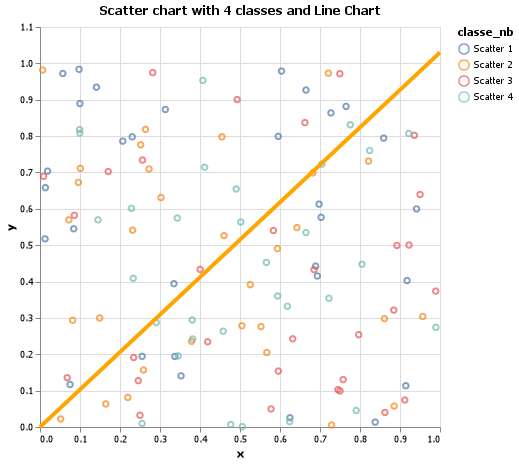 Scatter chart with 4 classes and Line Chart
classe_nb
Scatter 1
Scatter 2
Scatter 3
Scatter 4
y
1.1
1.0
0.9
0.8
0.7
0.6
0.5
0.4
0.3
0.2
0.1
0.0
0.0 0.1 0.2 0.3 0.4 0.5 0.6 0.7 0.8 0.9 1.0
x